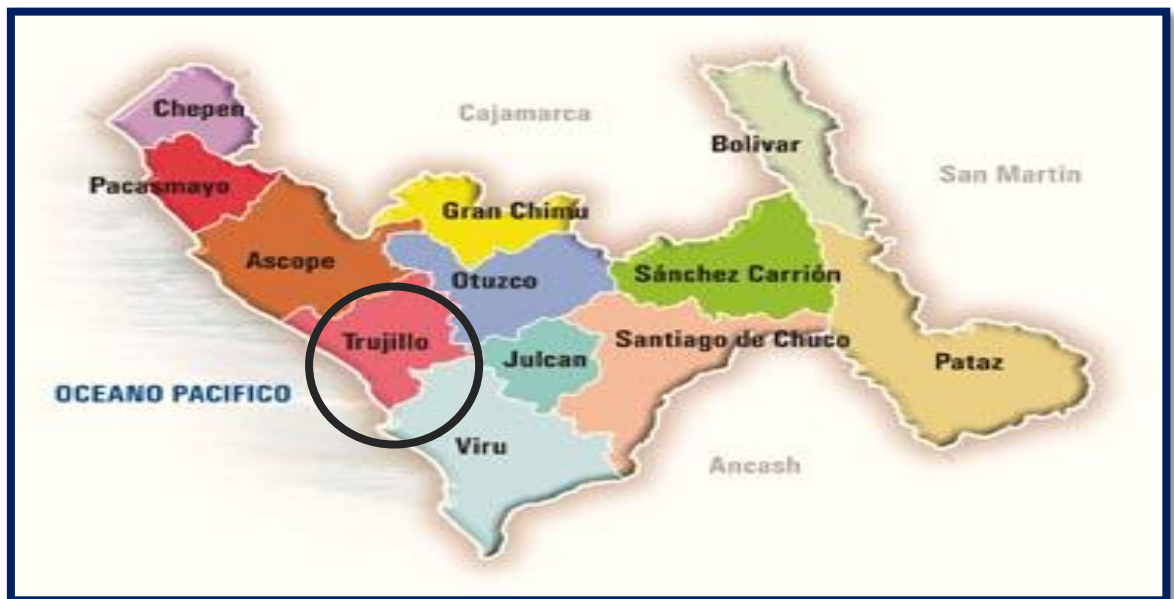 Chepen
Cajamarca
Bolivar
Pacasmayo
San Martín
Gran Chimu
Ascope
Otuzco
Sánchez Carrión
Trujillo
Santiago de Chuco
Julcan
Pataz
OCEANO PACIFICO
Viru
Ancash